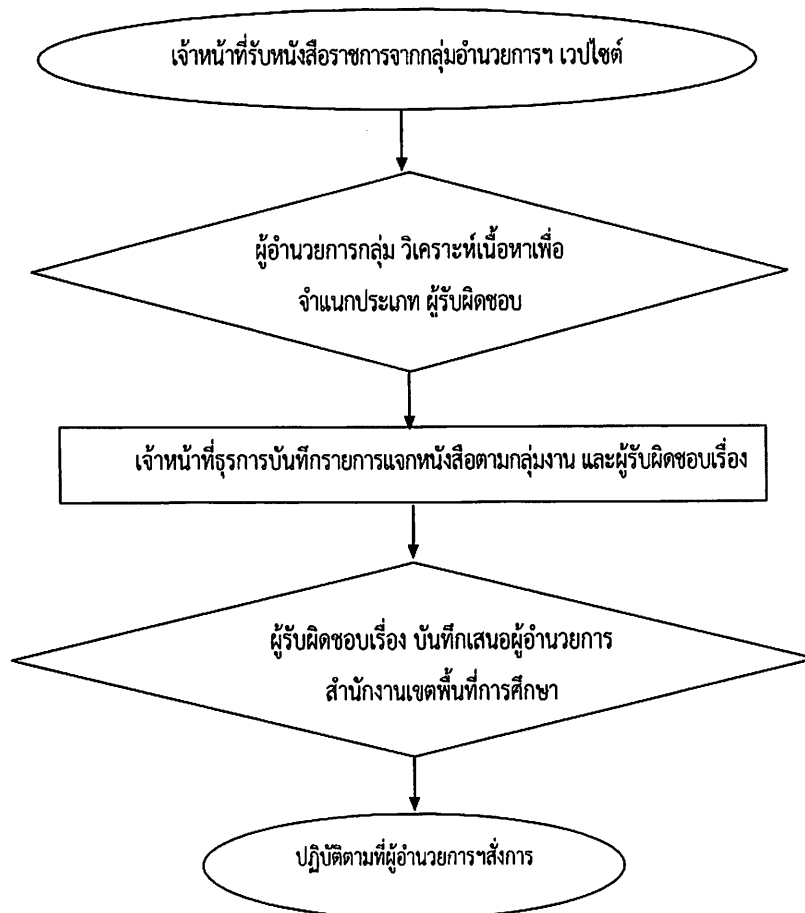 เจ้าหน้าที่รับหนังสือราชการจากกลุ่มอำนวยการฯ เวปไซต์
ผู้อำนวยการกลุ่ม วิเคราะห์เนื้อหาเพื่อ
จำแนกประเภท ผู้รับผิดชอบ
เจ้าหน้าที่ธุรการบันทึกรายการแจกหนังสือตามกลุ่มงาน และผู้รับผิดชอบเรื่อง
ผู้รับผิดชอบเรื่อง บันทึกเสนอผู้อำนวยการ
สำนักงานเขตพื้นที่การศึกษา
ปฏิบัติตามที่ผู้อำนวยการฯสั่งการ